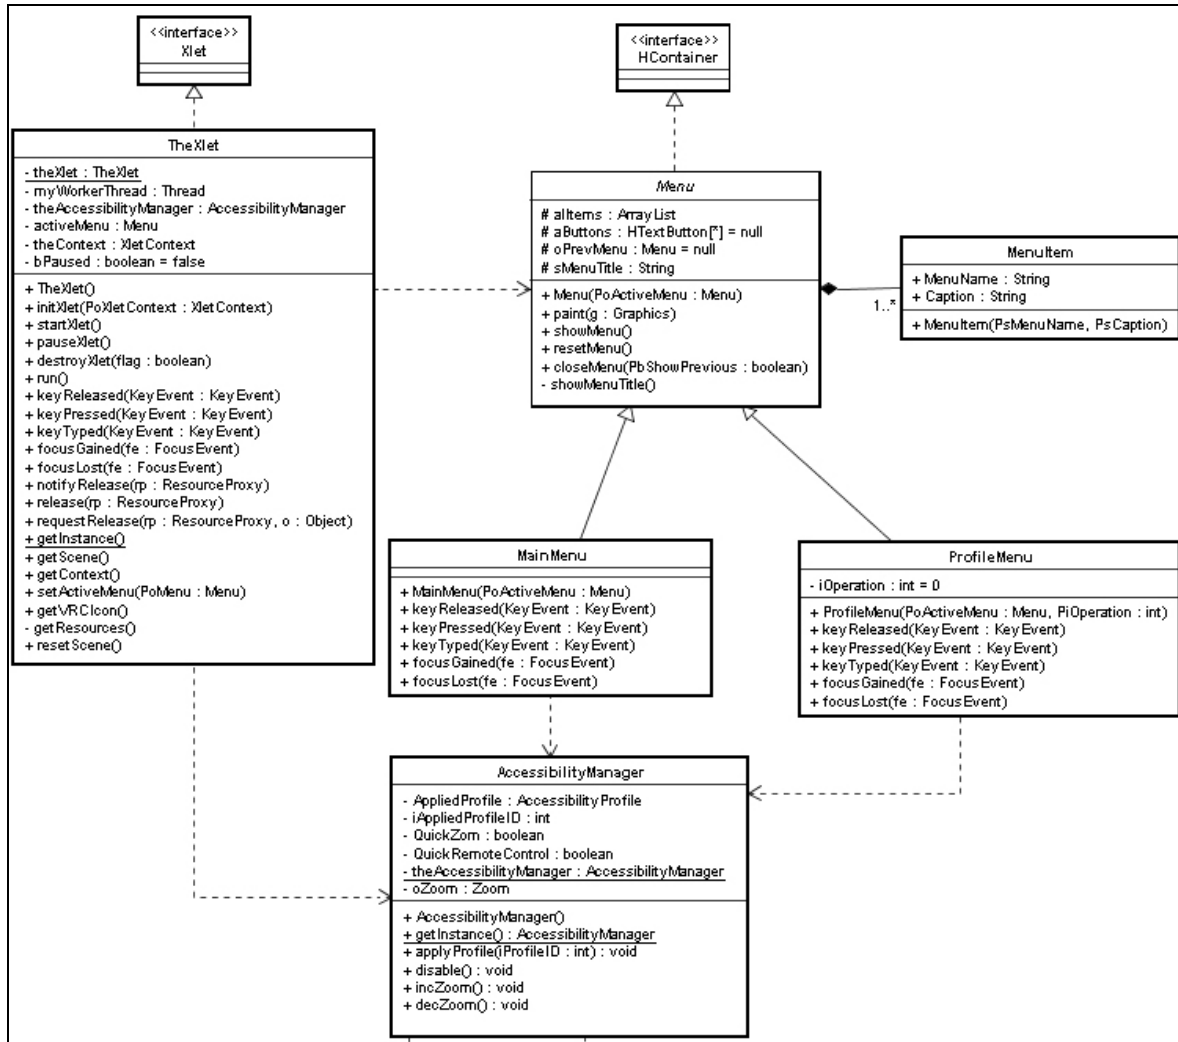 <<interface>>
Xlet
<<interface>>
HContainer
TheXlet
- theXlet : TheXlet
- myWorkerThread : Thread
- theAccessibilityManager : AccessibilityManager
- activeMenu : Menu
- theContext : XletContext
- bPaused : boolean = false
+ TheXlet()
+ initXlet(PoXletContext : XletContext)
+ startXlet()
+ pauseXlet()
+ destroyXlet(flag : boolean)
+ run()
+ keyReleased(KeyEvent : KeyEvent)
+ keyPressed(KeyEvent : KeyEvent)
+ keyTyped(KeyEvent : KeyEvent)
+ focusGained(fe : FocusEvent)
+ focusLost(fe : FocusEvent)
+ notifyRelease(rp : ResourceProxy)
+ release(rp : ResourceProxy)
+ requestRelease(rp : ResourceProxy, o : Object)
+ getInstance()
+ getScene()
+ getContext()
+ setActiveMenu(PoMenu : Menu)
+ getVRCIcon()
- getResources()
+ resetScene()
Menu
# alItems : ArrayList
# aButtons : HTextButton[*] = null
# oPrevMenu : Menu = null
# sMenuTitle : String
+ Menu(PoActiveMenu : Menu)
+ paint(g : Graphics)
+ showMenu()
+ resetMenu()
+ closeMenu(PbShowPrevious : boolean)
- showMenuTitle()
1..*
MenuItem
+ MenuName : String
+ Caption : String
+ MenuItem(PsMenuName, PsCaption)
MainMenu
+ MainMenu(PoActiveMenu : Menu)
+ keyReleased(KeyEvent : KeyEvent)
+ keyPressed(KeyEvent : KeyEvent)
+ keyTyped(KeyEvent : KeyEvent)
+ focusGained(fe : FocusEvent)
+ focusLost(fe : FocusEvent)
ProfileMenu
- iOperation : int = 0
+ ProfileMenu(PoActiveMenu : Menu, PiOperation : int)
+ keyReleased(KeyEvent : KeyEvent)
+ keyPressed(KeyEvent : KeyEvent)
+ keyTyped(KeyEvent : KeyEvent)
+ focusGained(fe : FocusEvent)
+ focusLost(fe : FocusEvent)
AccessibilityManager
- AppliedProfile : AccessibilityProfile
- iAppliedProfileID : int
- QuickZom : boolean
- QuickRemoteControl : boolean
- theAccessibilityManager : AccessibilityManager
- oZoom : Zoom
+ AccessibilityManager()
+ getInstance() : AccessibilityManager
+ applyProfile(iProfileID : int) : void
+ disable() : void
+ incZoom() : void
+ decZoom() : void